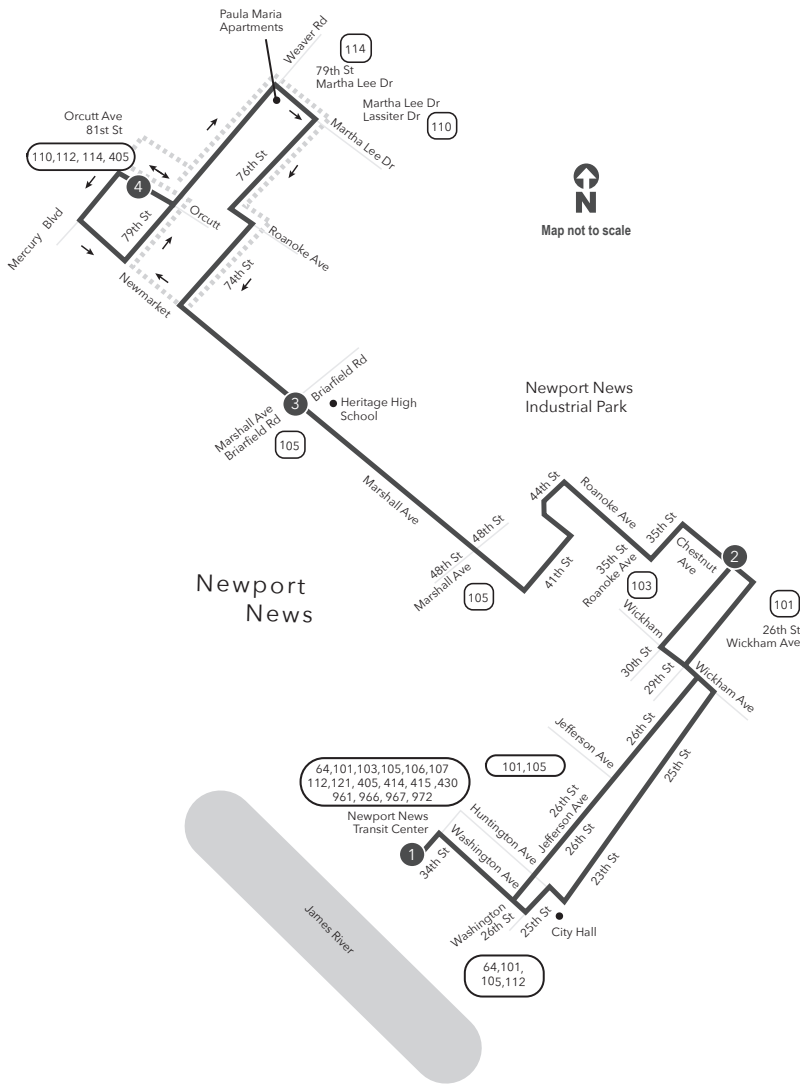 Paula Maria
Apartments
Weaver Rd
114
79th St
Martha Lee Dr
Martha Lee Dr
Lassiter Dr
110
Martha Lee Dr
Orcutt Ave
81st St
110,112, 114, 405
4
76th St
79th St
Orcutt
Mercury Blvd
Roanoke Ave
74th St
Newmarket
N
Map not to scale
Briarfield Rd
3
Heritage High
School
Marshall Ave
Briarfield Rd
105
Newport News
Industrial Park
Marshall Ave
44th St
Roanoke Ave
35th St
48th St
48th St
Marshall Ave
105
41th St
35th St
Roanoke Ave
103
Chestnut
Ave
2
101
26th St
Wickham Ave
Newport
News
Wickham
30th St
29th St
Wickham Ave
Jefferson Ave
26th St
25th St
64,101,103,105,106,107
112,121, 405, 414, 415 ,430
961, 966, 967, 972
101,105
Newport News
Transit Center
1
34th St
Huntington Ave
Washington Ave
26th St
Jefferson Ave
26th St
23th St
Washington
26th St
25th St
City Hall
James River
64,101,
105,112